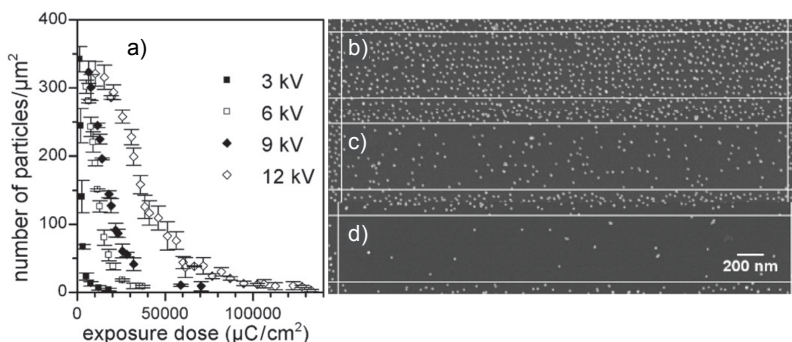 a)
number of particles/μm²
400
300
200
100
0
3 kV
6 kV
9 kV
12 kV
0
50000
100000
exposure dose (μC/cm²)
b)
c)
d)
200 nm